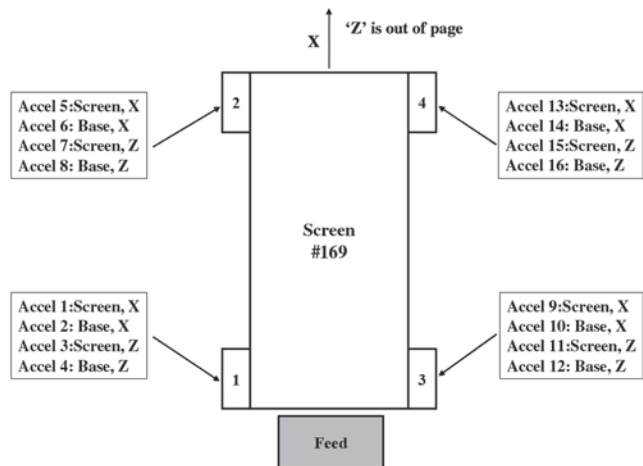 X
‘Z’ is out of page
Accel 5:Screen, X
Accel 6: Base, X
Accel 7:Screen, Z
Accel 8: Base, Z
2
4
Accel 13:Screen, X
Accel 14: Base, X
Accel 15:Screen, Z
Accel 16: Base, Z
Screen
#169
Accel 1:Screen, X
Accel 2: Base, X
Accel 3:Screen, Z
Accel 4: Base, Z
1
3
Accel 9:Screen, X
Accel 10: Base, X
Accel 11:Screen, Z
Accel 12: Base, Z
Feed